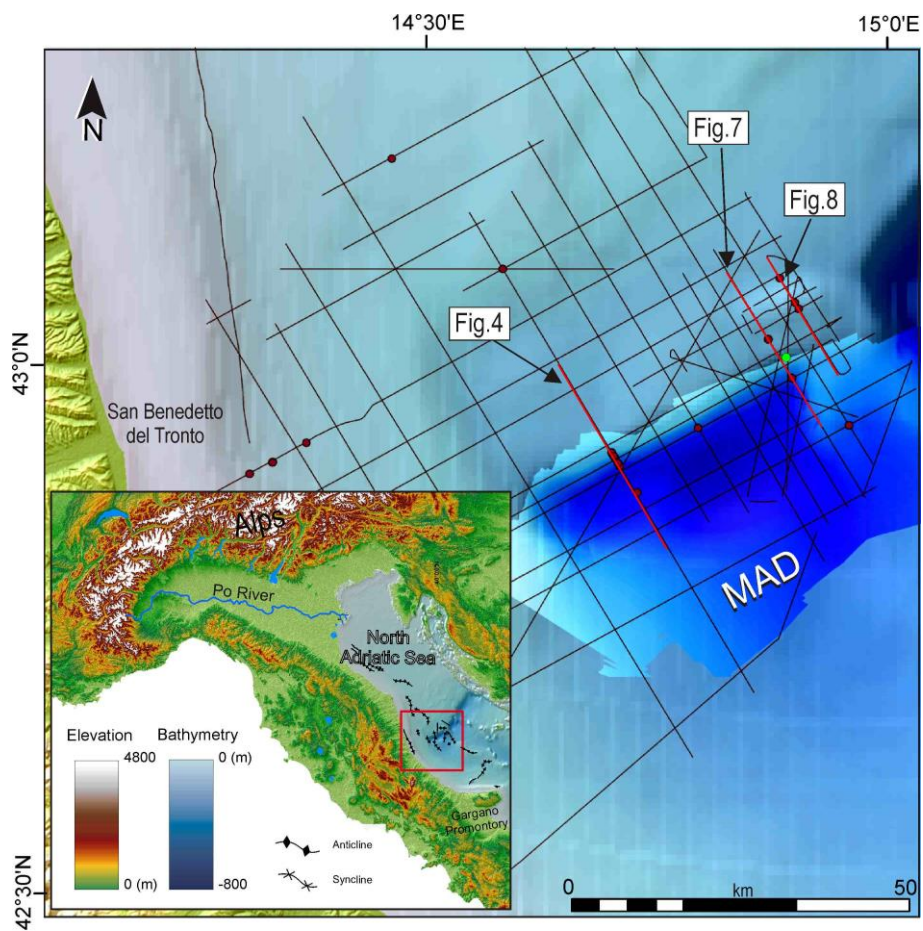 14°30'E
15°0'E
N
Fig.7
Fig.8
Fig.4
43°0'N
San Benedetto
del Tronto
MAD
Alps
Po River
North
Adriatic Sea
Elevation
Bathymetry
4800
0 (m)
0 (m)
-800
Anticline
Syncline
Gargano
Promontory
42°30'N
0
km
50